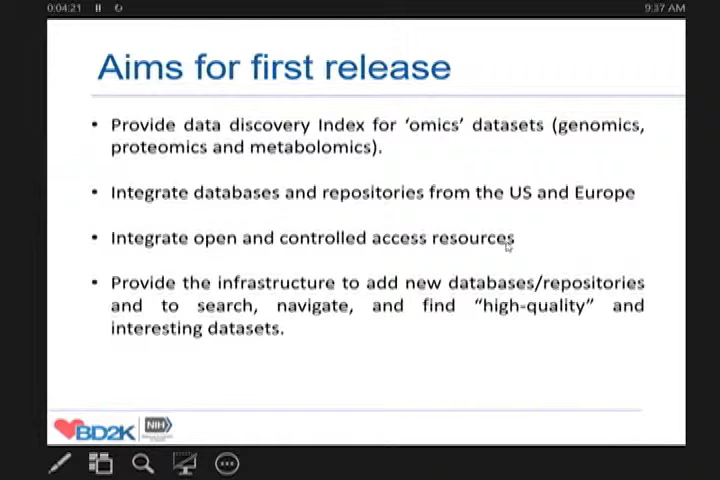 0:04:21
9:37 AM
Aims for first release
• Provide data discovery Index for ‘omics’ datasets (genomics,
proteomics and metabolomics).
• Integrate databases and repositories from the US and Europe
• Integrate open and controlled access resources
• Provide the infrastructure to add new databases/repositories
and to search, navigate, and find “high-quality” and
interesting datasets.
BD2K
NIH